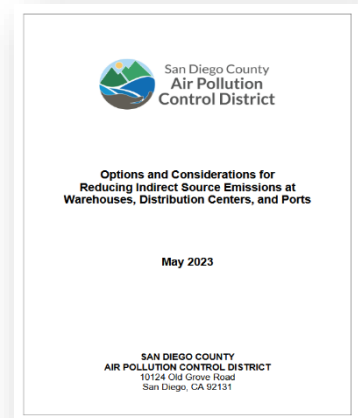 San Diego County
Air Pollution
Control District
Options and Considerations for
Reducing Indirect Source Emissions at
Warehouses, Distribution Centers, and Ports
May 2023
SAN DIEGO COUNTY
AIR POLLUTION CONTROL DISTRICT
10124 Old Grove Road
San Diego, CA 92131